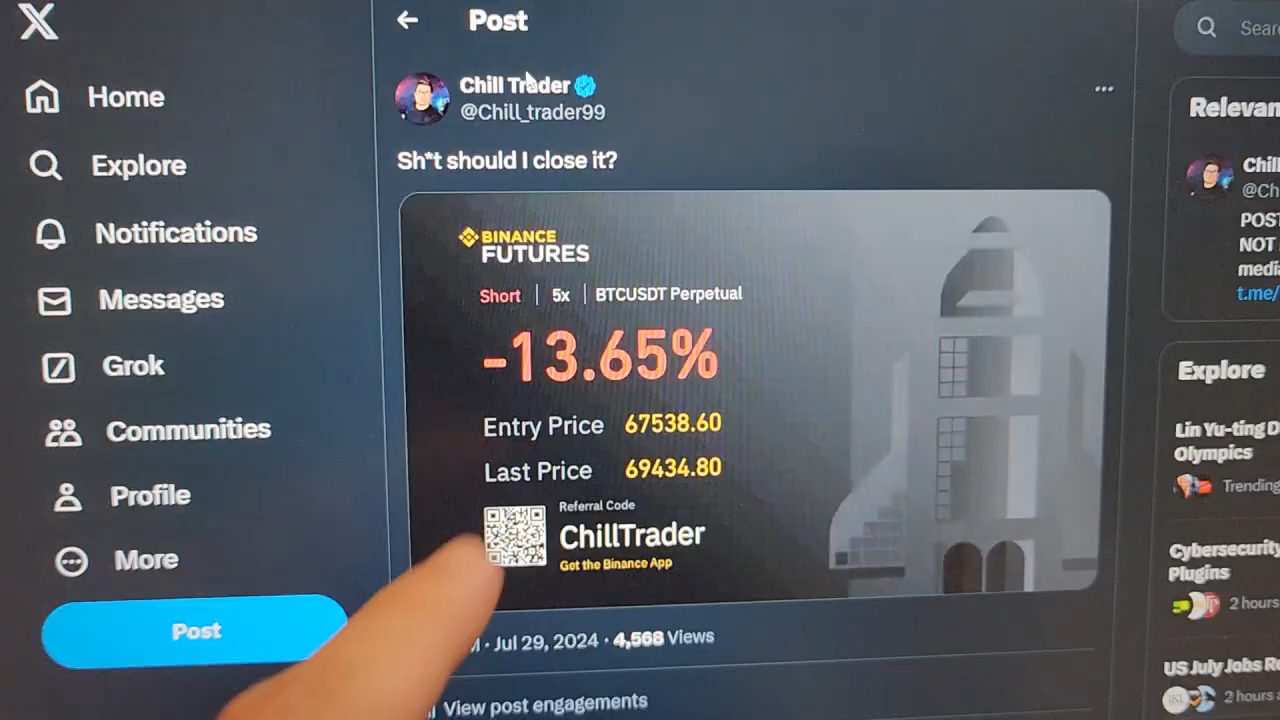 X
Post
Home
Explore
Notifications
Messages
Grok
Communities
Profile
More
Post
Chill Trader
@Chill_trader99
...
Sh*t should I close it?
BINANCE
FUTURES
Short | 5x | BTCUSDT Perpetual
-13.65%
Entry Price 67538.60
Last Price 69434.80
Referral Code
ChillTrader
Get the Binance App
· Jul 29, 2024 · 4,568 Views
View post engagements
POST
NOT
t.me/
Explore
Lin Yu-ting
Olympics
Trending
Cybersecurity
Plugins
2 hours
US July Jobs
2 hours